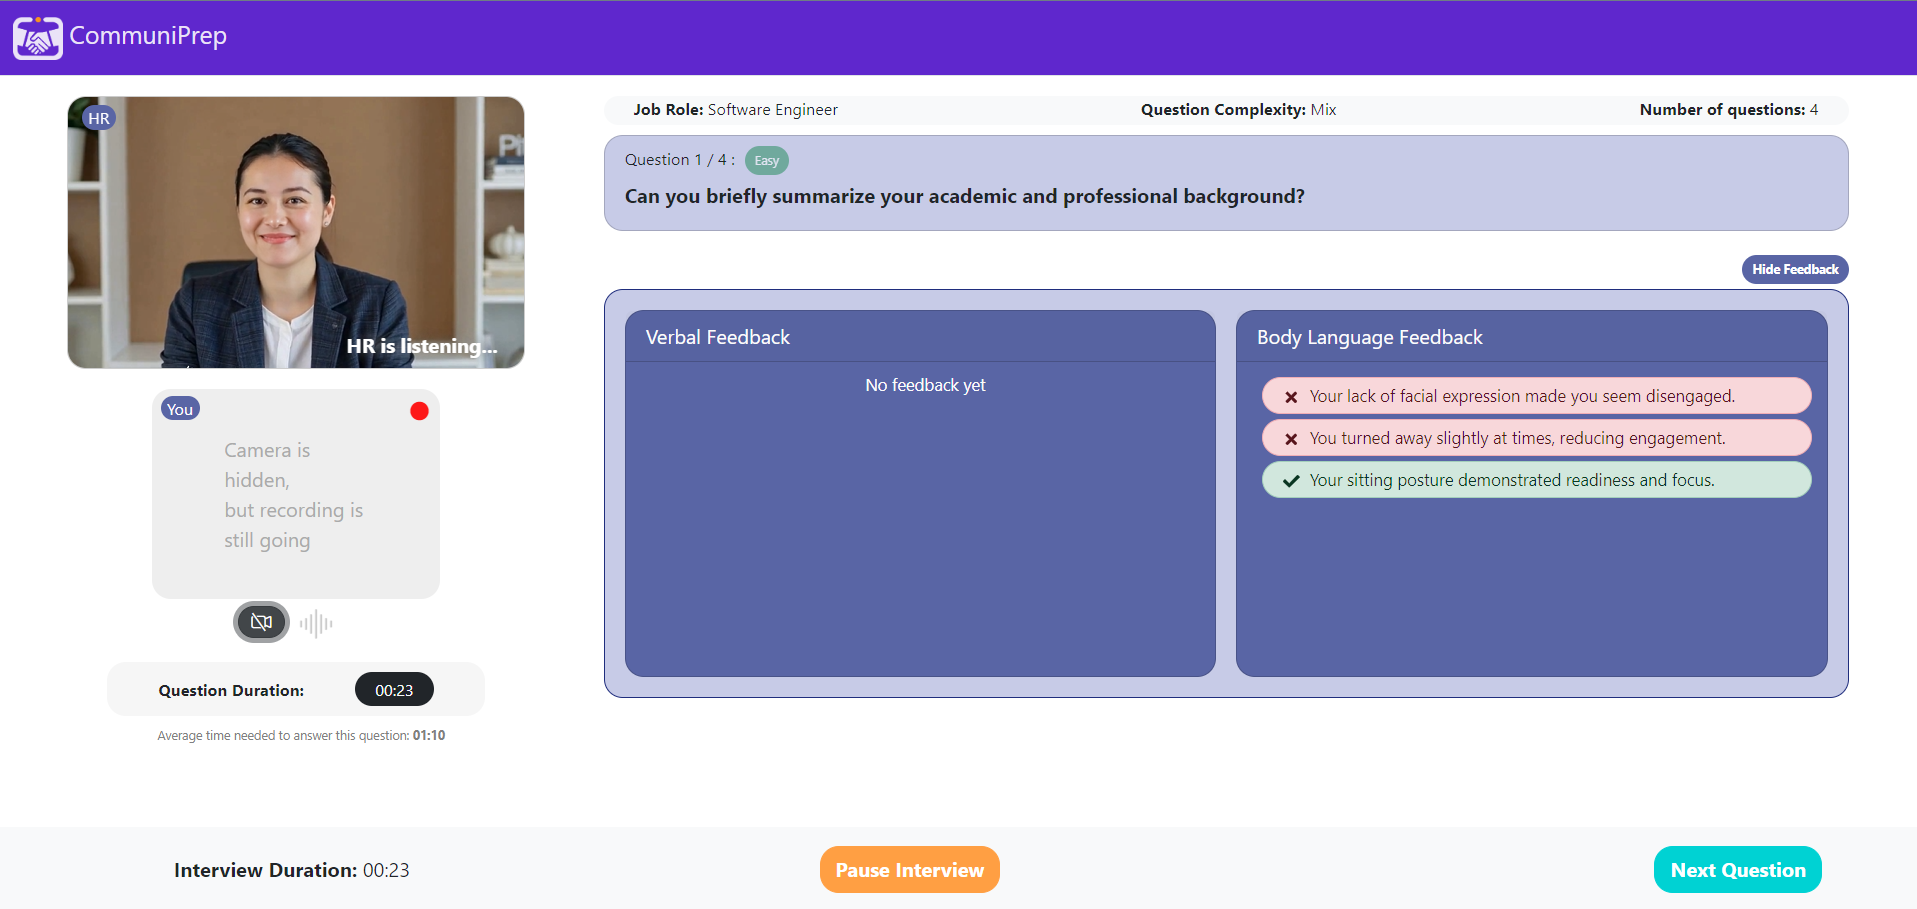 CommuniPrep
HR
HR is listening...
You
Camera is
hidden,
but recording is
still going
Question Duration: 00:23
Average time needed to answer this question: 01:10
Job Role: Software Engineer
Question Complexity: Mix
Number of questions: 4
Question 1 / 4 : Easy
Can you briefly summarize your academic and professional background?
Hide Feedback
Verbal Feedback
No feedback yet
Body Language Feedback
Your lack of facial expression made you seem disengaged.
You turned away slightly at times, reducing engagement.
Your sitting posture demonstrated readiness and focus.
Interview Duration: 00:23
Pause Interview
Next Question